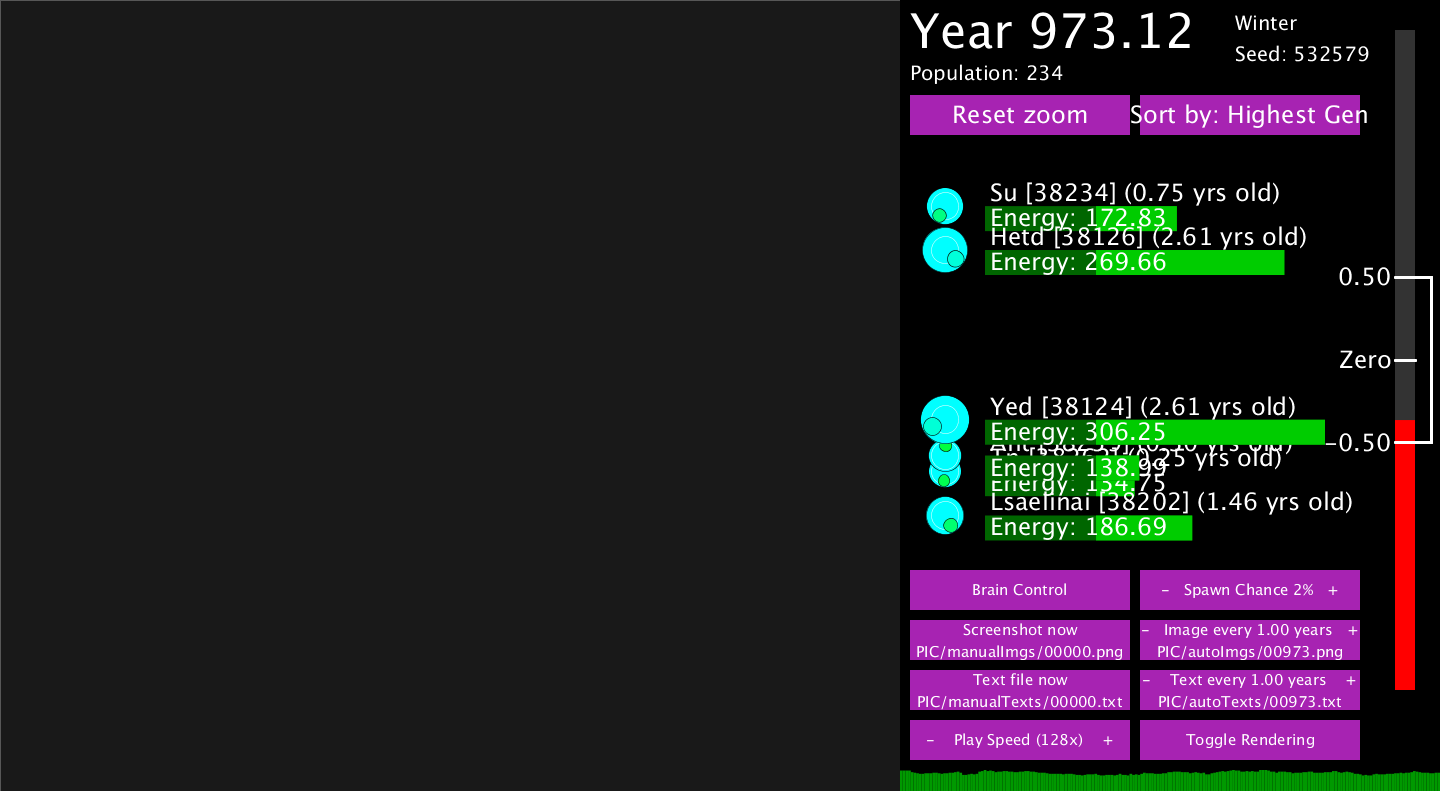 Year 973.12
Winter
Seed: 532579
Population: 234
Reset zoom
Sort by: Highest Gen
Su [38234] (0.75 yrs old)
Energy: 172.83
Hetd [38126] (2.61 yrs old)
Energy: 269.66
0.50
Zero
Yed [38124] (2.61 yrs old)
Energy: 306.25
-0.50
yrs old)
Energy: 138.99
Energy: 134.75
Lsaelinai [38202] (1.46 yrs old)
Energy: 186.69
Brain Control
- Spawn Chance 2% +
Screenshot now
PIC/manualImgs/00000.png
- Image every 1.00 years +
PIC/autoImgs/00973.png
Text file now
PIC/manualTexts/00000.txt
- Text every 1.00 years +
PIC/autoTexts/00973.txt
- Play Speed (128x) +
Toggle Rendering